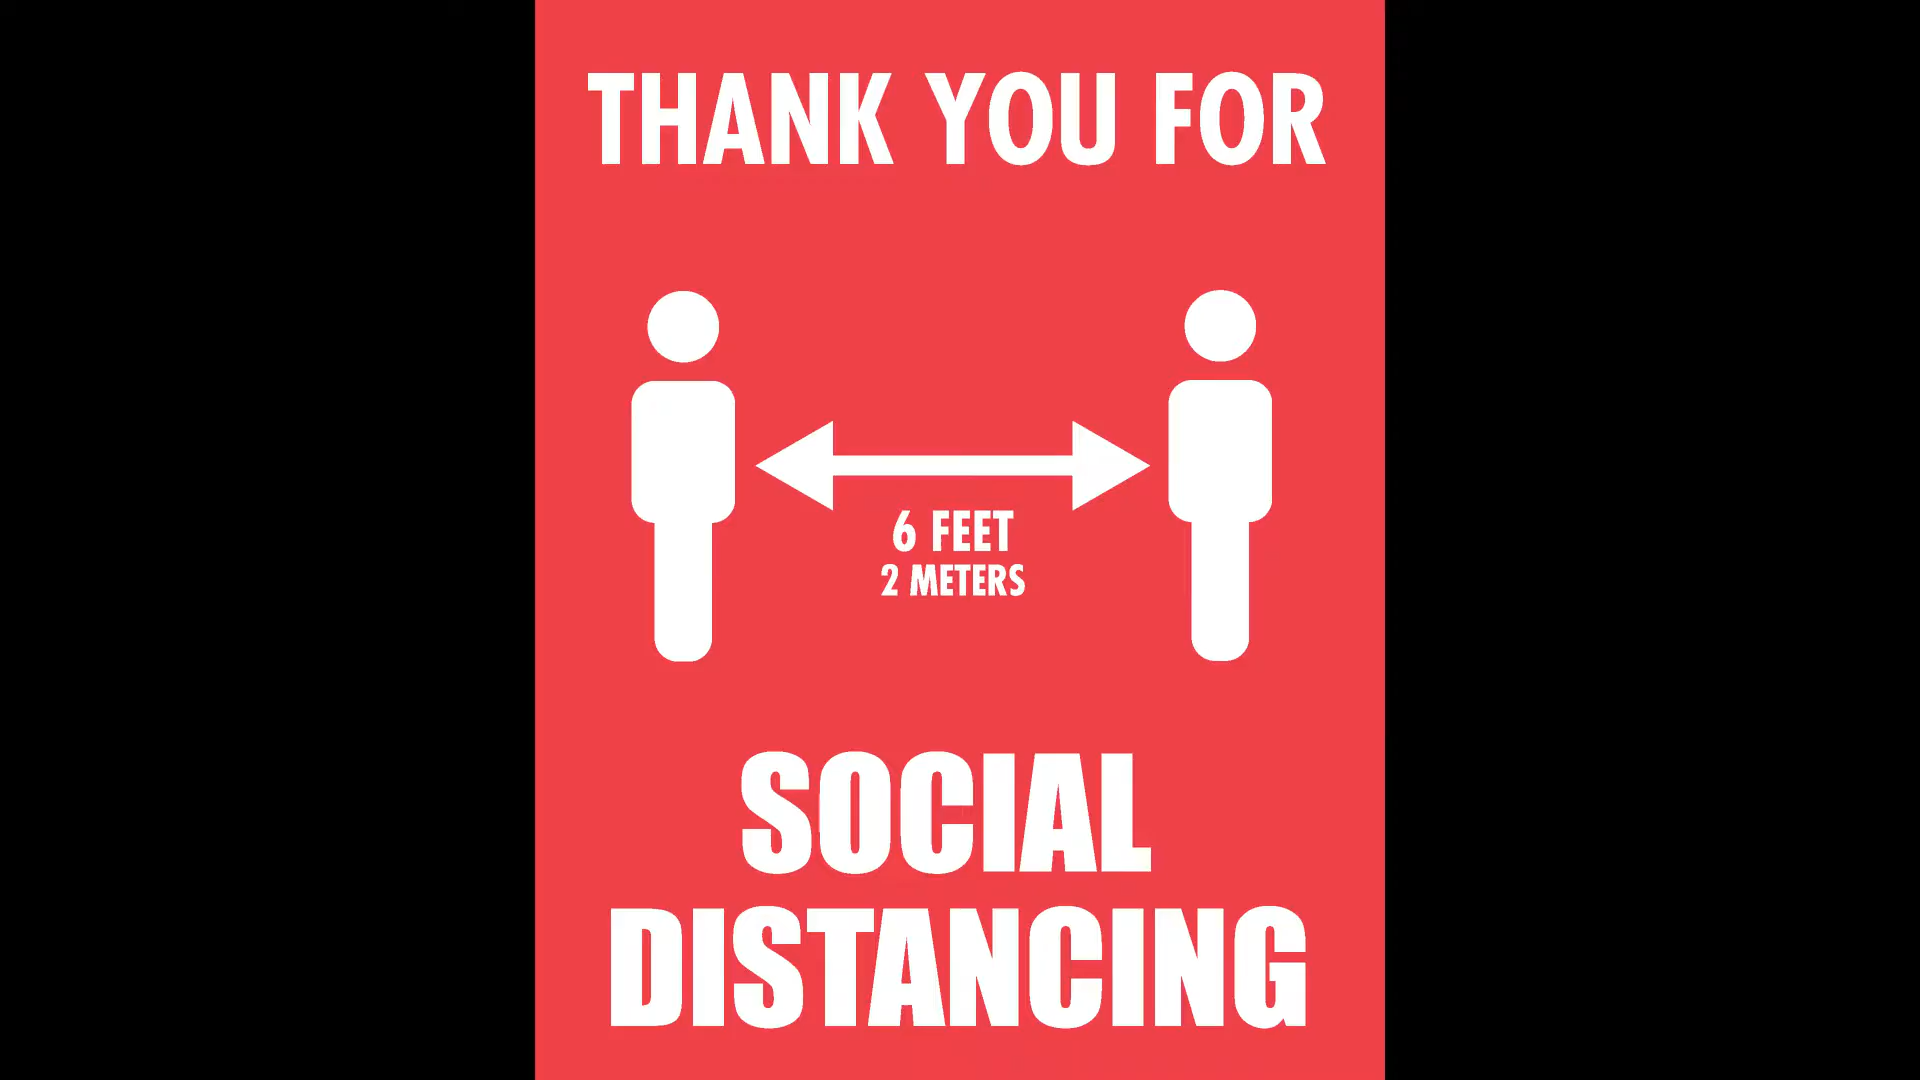 THANK YOU FOR
6 FEET
2 METERS
SOCIAL
DISTANCING